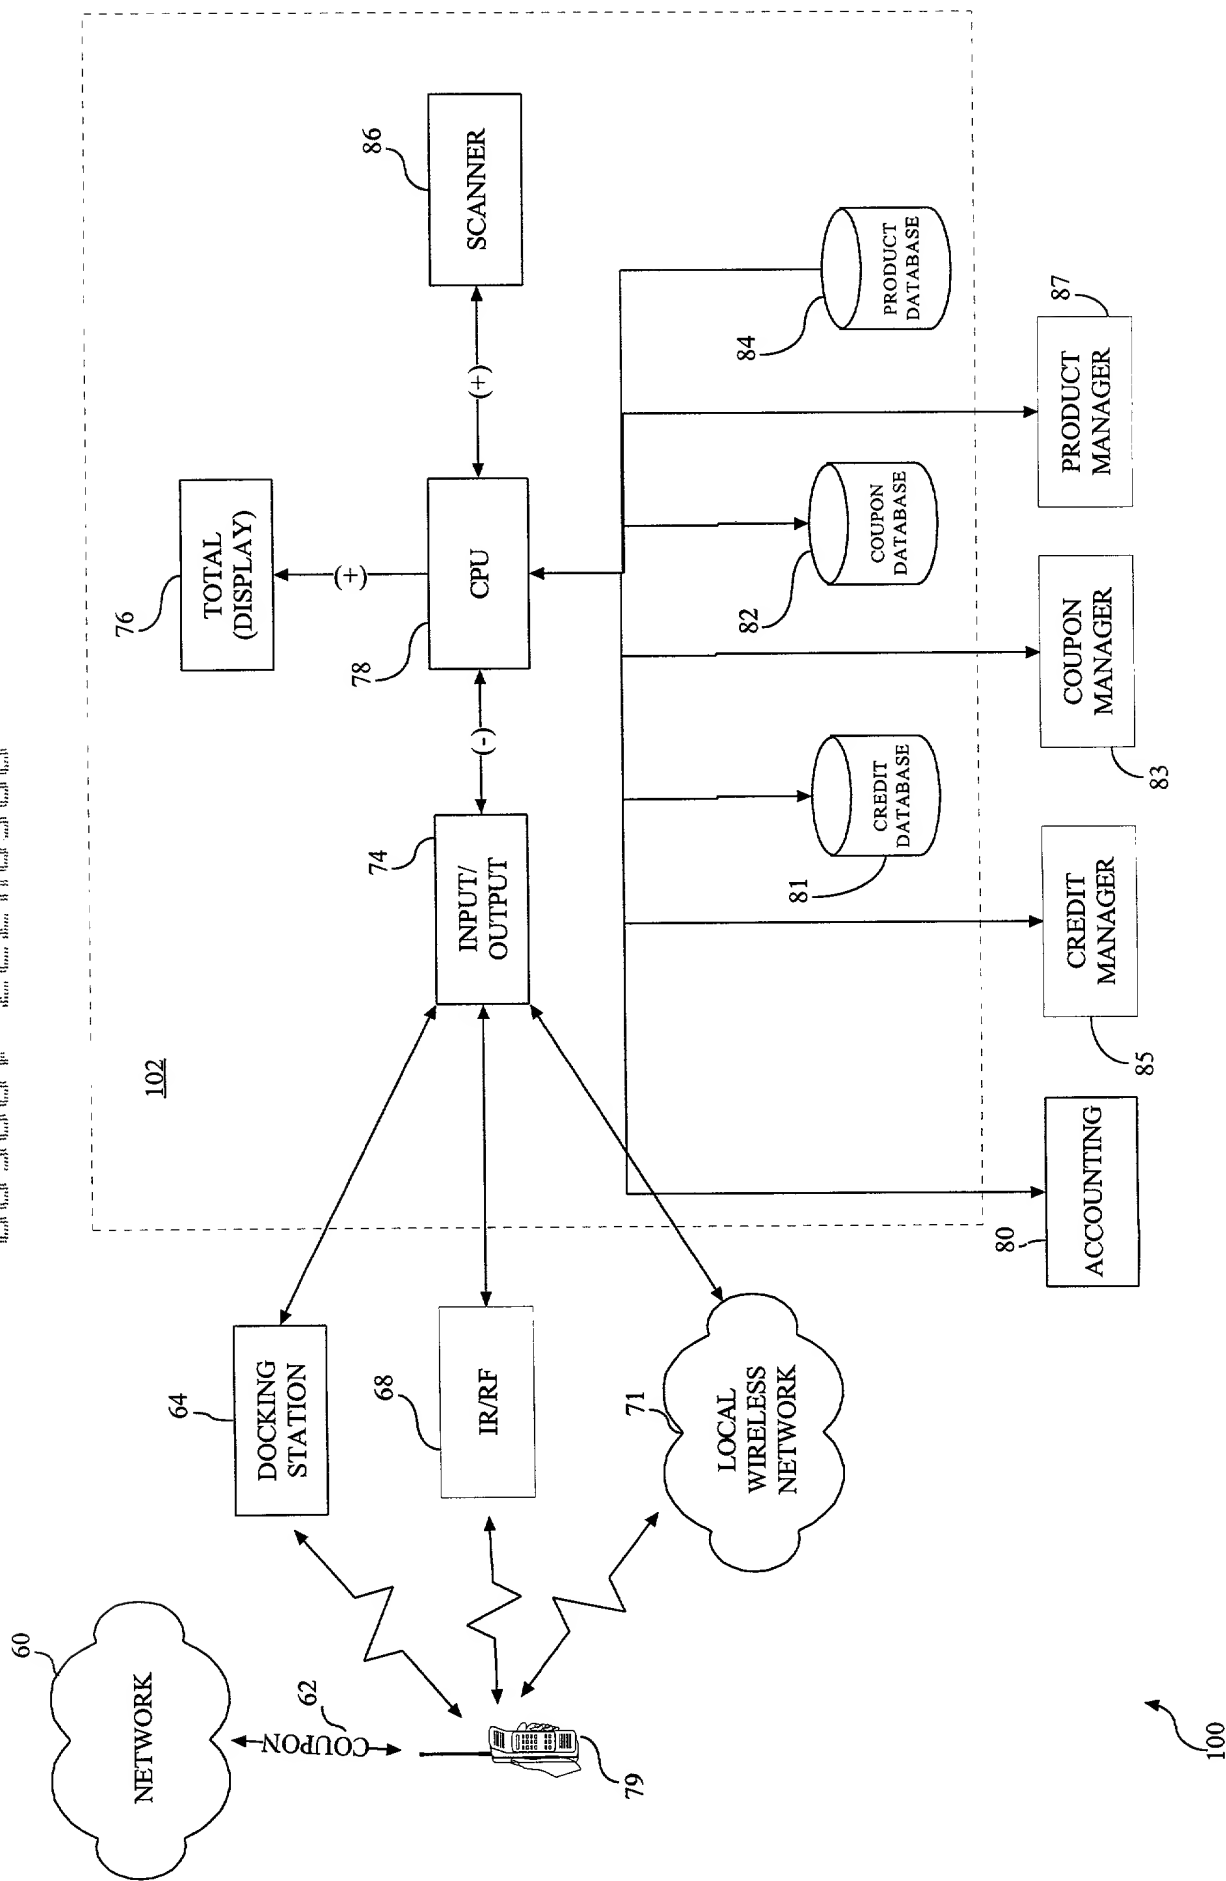 NETWORK
60
COUPON
62
79
100
DOCKING
STATION
64
IR/RF
68
LOCAL
WIRELESS
NETWORK
71
102
INPUT/
OUTPUT
74
(-)
TOTAL
(DISPLAY)
76
(+)
CPU
78
(+)
SCANNER
86
CREDIT
DATABASE
81
COUPON
DATABASE
82
PRODUCT
DATABASE
84
ACCOUNTING
80
CREDIT
MANAGER
85
COUPON
MANAGER
83
PRODUCT
MANAGER
87